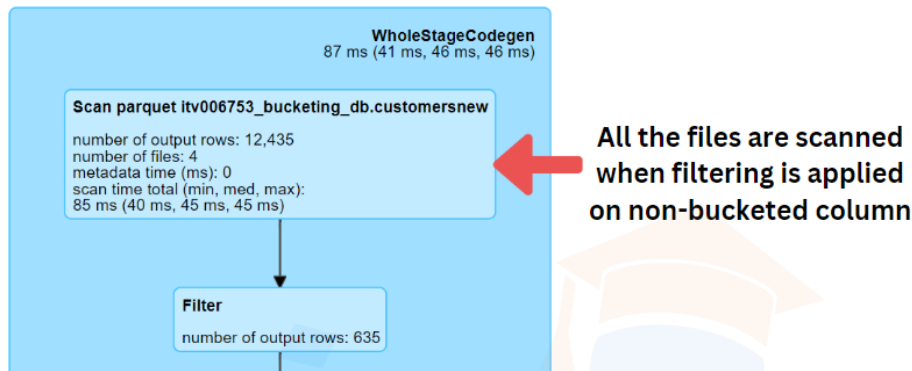 WholeStageCodegen
87 ms (41 ms, 46 ms, 46 ms)
Scan parquet itv006753_bucketing_db.customersnew
number of output rows: 12,435
number of files: 4
metadata time (ms): 0
scan time total (min, med, max):
85 ms (40 ms, 45 ms, 45 ms)
All the files are scanned
when filtering is applied
on non-bucketed column
Filter
number of output rows: 635